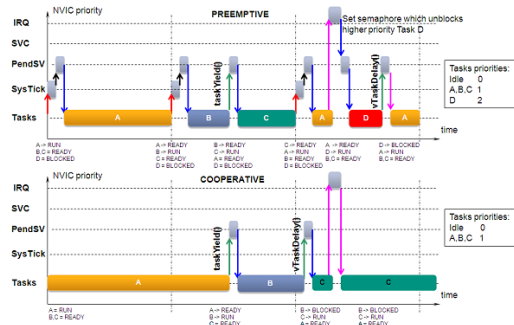 NVIC priority
PREEMPTIVE
IRQ
SVC
PendSV
SysTick
Tasks
Set semaphore which unblocks
higher priority Task D
taskYield()
vTaskDelay()
Tasks priorities:
Idle 0
A,B,C 1
D 2
A
B
C
A
D
A
time
A -> RUN
B,C = READY
D = BLOCKED
A -> READY
B -> RUN
C = READY
D = BLOCKED
B -> READY
C -> RUN
A = READY
D = BLOCKED
C -> READY
A -> RUN
B = READY
D = BLOCKED
A -> READY
D -> RUN
B,C = READY
D -> BLOCKED
A -> RUN
B,C = READY
NVIC priority
COOPERATIVE
IRQ
SVC
PendSV
SysTick
Tasks
taskYield()
vTaskDelay()
Tasks priorities:
Idle 0
A,B,C 1
A
B
C
C
time
A = RUN
B,C = READY
A -> READY
B -> RUN
C = READY
B -> BLOCKED
C -> RUN
A = READY
B -> BLOCKED
C -> RUN